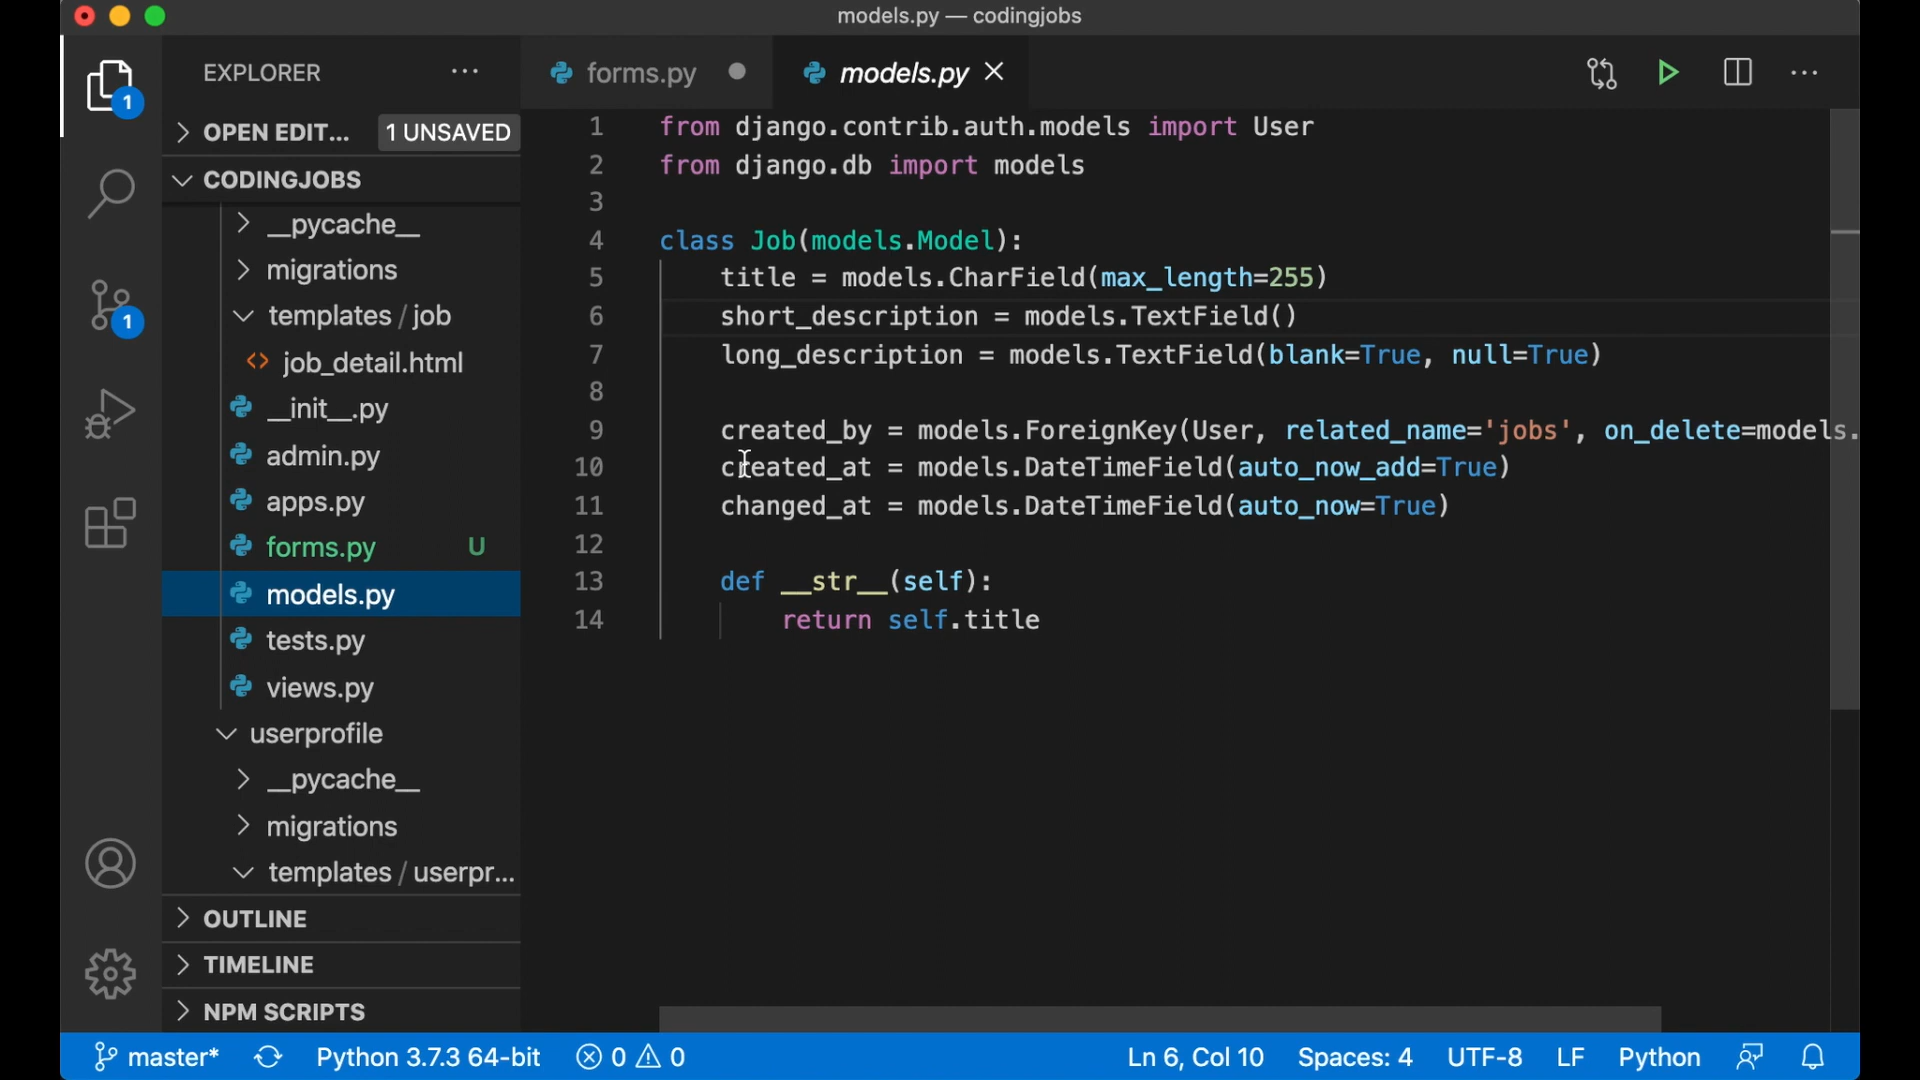 models.py — codingjobs
EXPLORER
forms.py
models.py
OPEN EDIT... 1 UNSAVED
CODINGJOBS
__pycache__
migrations
templates / job
job_detail.html
__init__.py
admin.py
apps.py
forms.py U
models.py
tests.py
views.py
userprofile
__pycache__
migrations
templates / userpr...
OUTLINE
TIMELINE
NPM SCRIPTS
1
1
1 from django.contrib.auth.models import User
2 from django.db import models
3
4 class Job(models.Model):
5 title = models.CharField(max_length=255)
6 short_description = models.TextField()
7 long_description = models.TextField(blank=True, null=True)
8
9 created_by = models.ForeignKey(User, related_name='jobs', on_delete=models.
10 created_at = models.DateTimeField(auto_now_add=True)
11 changed_at = models.DateTimeField(auto_now=True)
12
13 def __str__(self):
14 return self.title
master* Python 3.7.3 64-bit 0 0 Ln 6, Col 10 Spaces: 4 UTF-8 LF Python